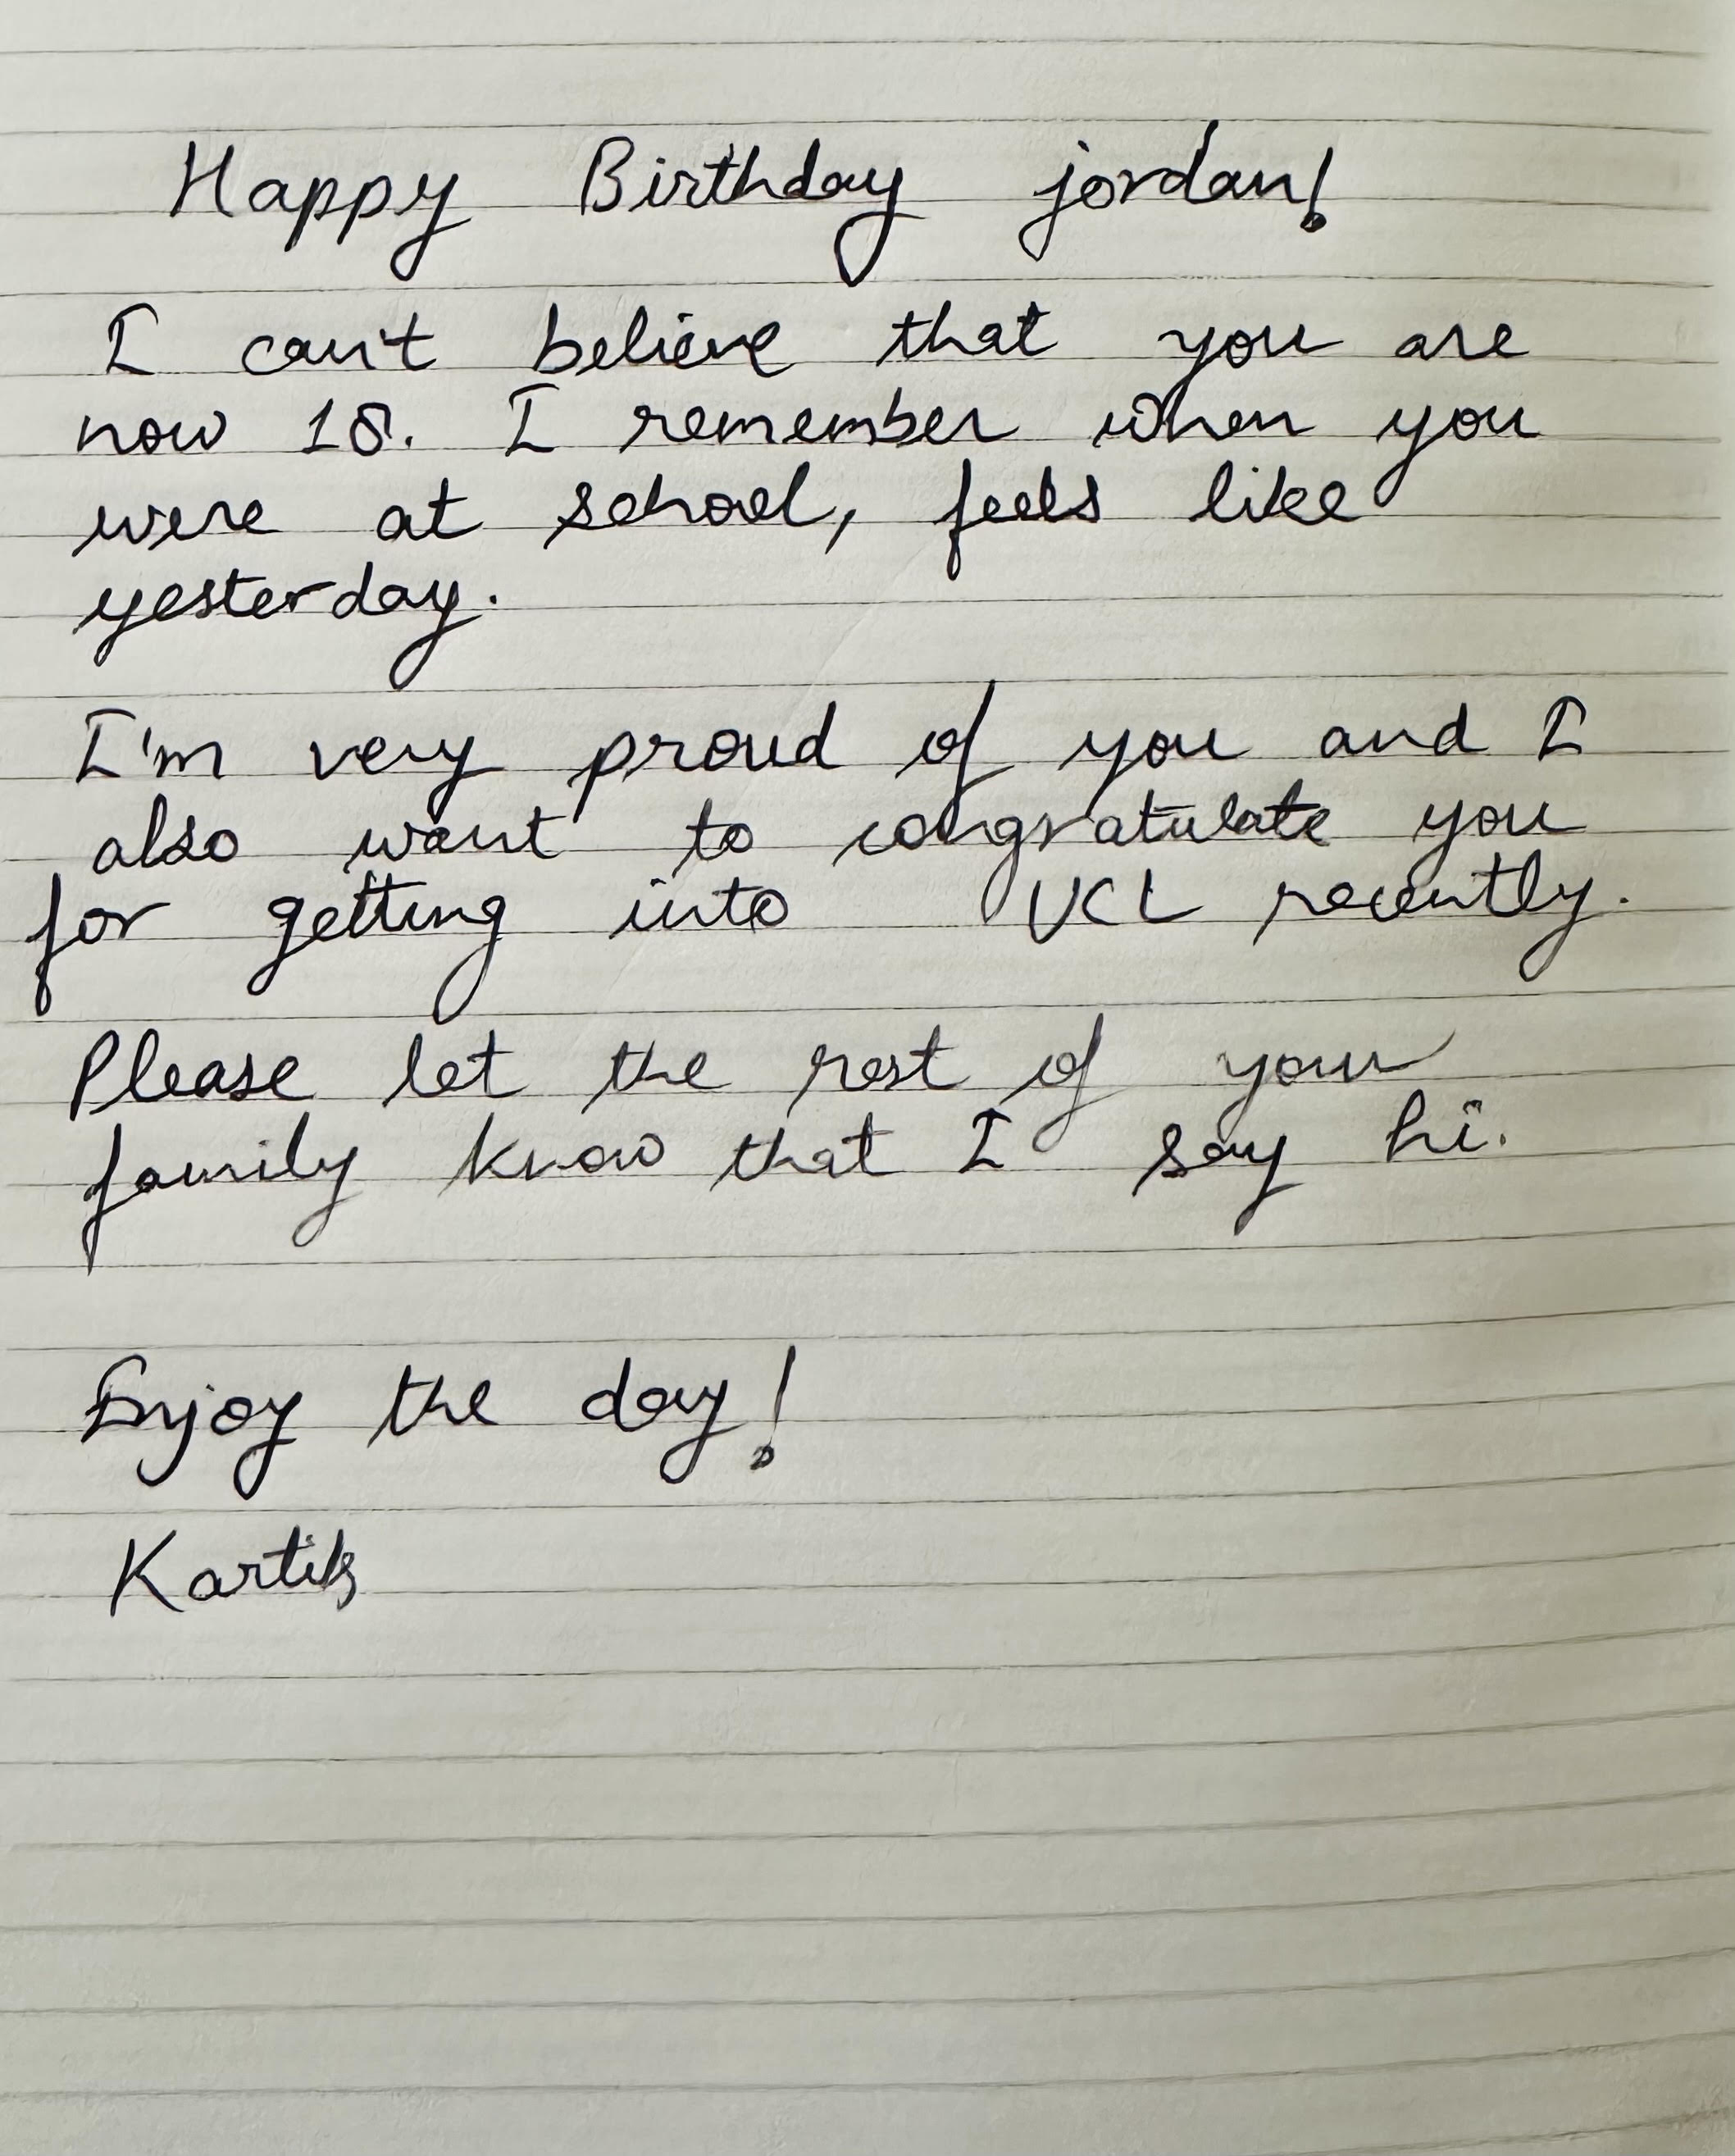 Happy Birthday jordan!
I can't believe that you are
now 18. I remember when you
were at school, feels like
yesterday.
I'm very proud of you and I
also want to congratulate you
for getting into UCL recently.
Please let the rest of your
family know that I say hi.
Enjoy the day!
Kartik